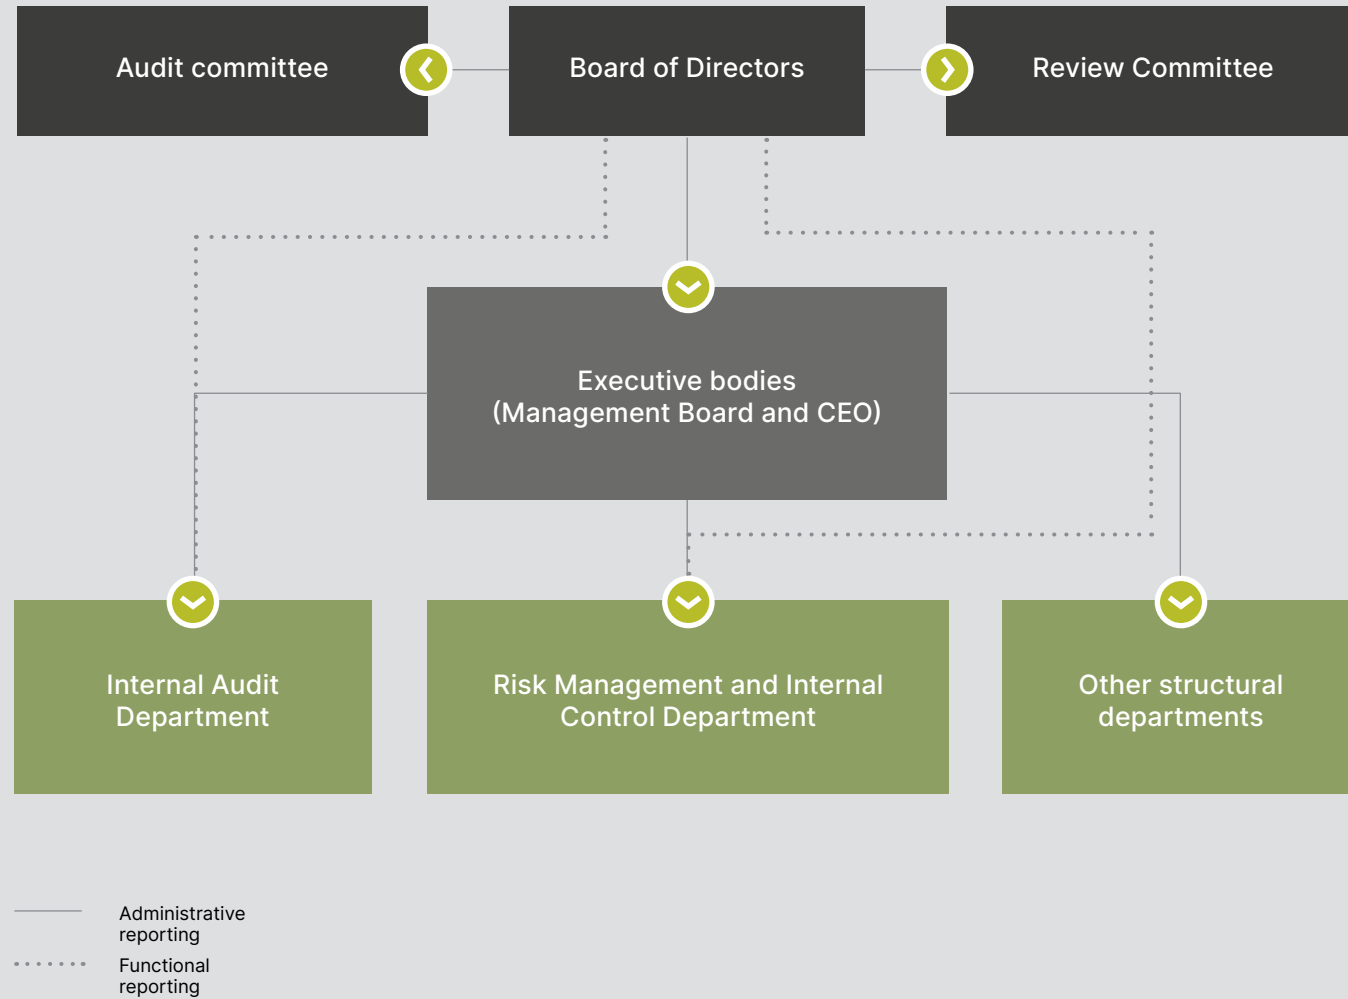 Audit committee
Board of Directors
Review Committee
Executive bodies
(Management Board and CEO)
Internal Audit
Department
Risk Management and Internal
Control Department
Other structural
departments
Administrative
reporting
Functional
reporting